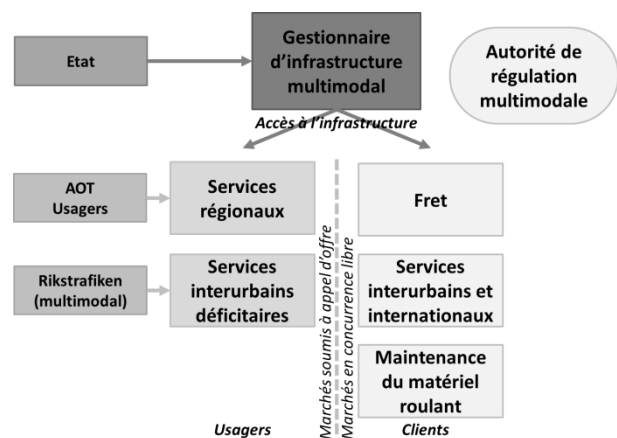 Etat
Gestionnaire
d'infrastructure
multimodal
Autorité de
régulation
multimodale
Accès à l'infrastructure
AOT
Usagers
Services
régionaux
Fret
Rikstrafiken
(multimodal)
Services
interurbains
déficitaires
Services
interurbains et
internationaux
Maintenance
du matériel
roulant
Marchés soumis à appel d'offre
Marchés en concurrence libre
Usagers
Clients